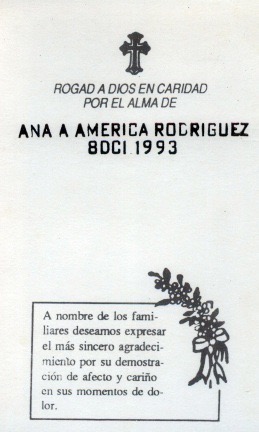 ROGAD A DIOS EN CARIDAD
POR EL ALMA DE
ANA A AMERICA RODRIGUEZ
8DCI 1993
A nombre de los fami-
liares deseamos expresar
el más sincero agradeci-
miento por su demostra-
ción de afecto y cariño
en sus momentos de do-
lor.